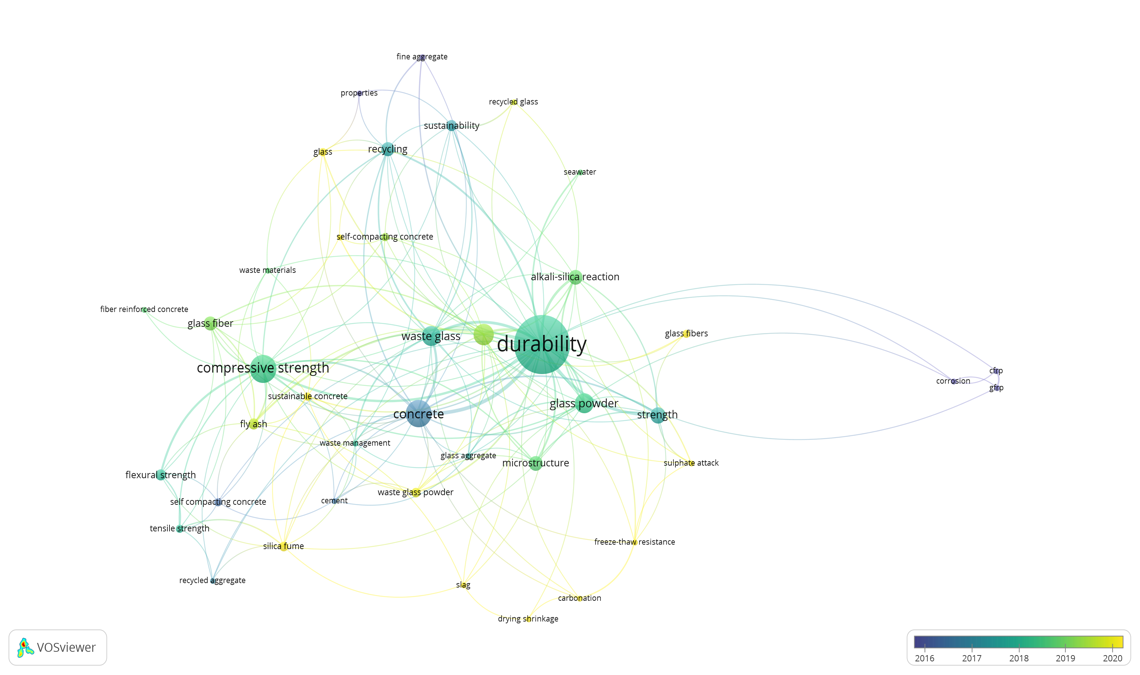 fine aggregate
properties
recycled glass
sustainability
recycling
glass
seawater
self-compacting concrete
waste materials
alkali-silica reaction
fiber reinforced concrete
glass fiber
waste glass
durability
glass fibers
compressive strength
cfrp
corrosion
gfrp
sustainable concrete
glass powder
concrete
strength
fly ash
waste management
glass aggregate
microstructure
sulphate attack
flexural strength
waste glass powder
self compacting concrete
cement
tensile strength
silica fume
freeze-thaw resistance
recycled aggregate
slag
carbonation
drying shrinkage
VOSviewer
2016 2017 2018 2019 2020